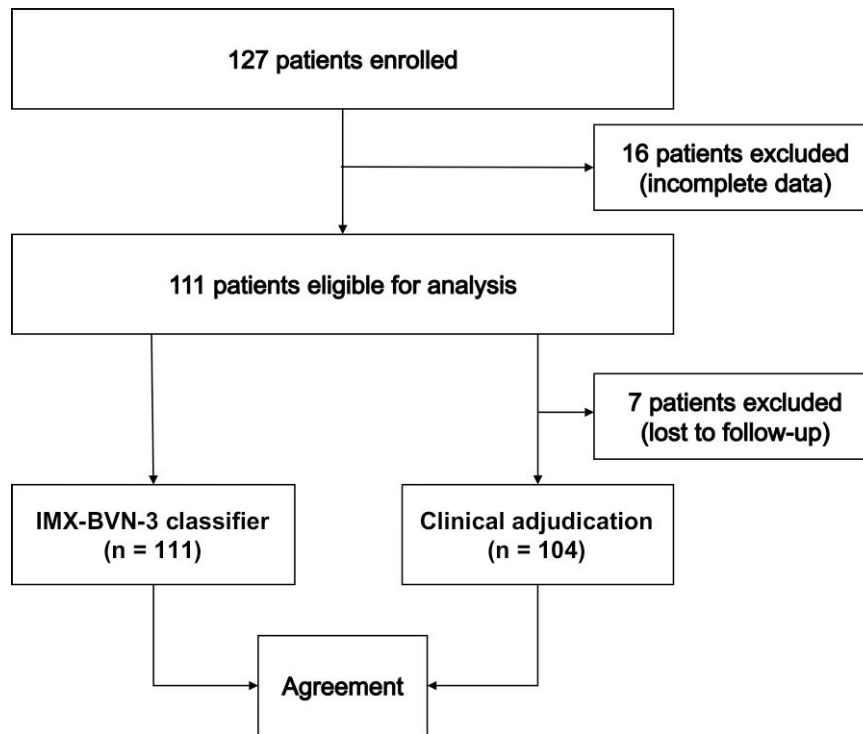 127 patients enrolled
16 patients excluded
(incomplete data)
111 patients eligible for analysis
7 patients excluded
(lost to follow-up)
IMX-BVN-3 classifier
(n = 111)
Clinical adjudication
(n = 104)
Agreement